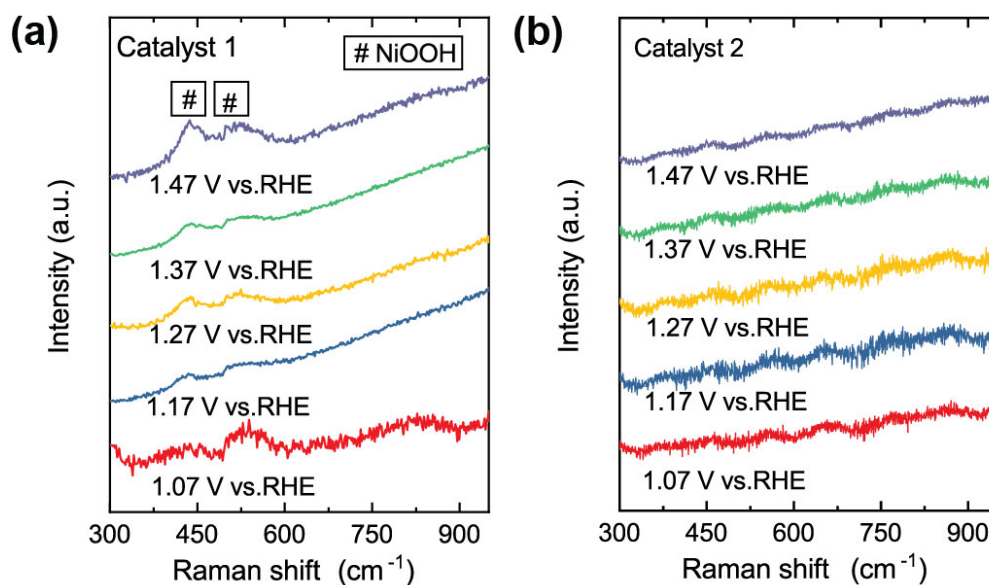 (a)
Catalyst 1
# NiOOH
# #
1.47 V vs.RHE
1.37 V vs.RHE
1.27 V vs.RHE
1.17 V vs.RHE
1.07 V vs.RHE
Intensity (a.u.)
300 450 600 750 900
Raman shift (cm⁻¹)
(b)
Catalyst 2
1.47 V vs.RHE
1.37 V vs.RHE
1.27 V vs.RHE
1.17 V vs.RHE
1.07 V vs.RHE
Intensity (a.u.)
300 450 600 750 900
Raman shift (cm⁻¹)